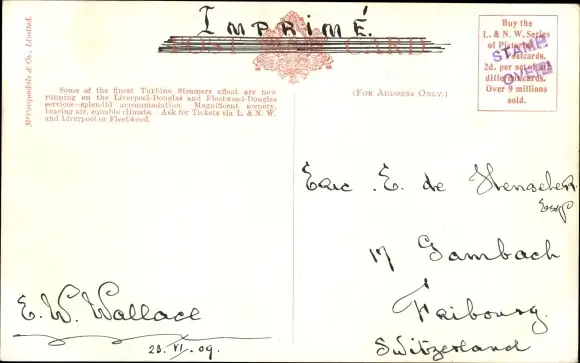 IMPRIMÉ.
POST CARD
Buy the
L. & N. W. Series
of Pictorial
Postcards.
2d. per set of six
different cards.
Over 9 millions
sold.
STAMP
OVER
McCorquodale & Co., Limited.
Some of the finest Turbine Steamers afloat are now
running on the Liverpool-Douglas and Fleetwood-Douglas
services—splendid accommodation. Magnificent scenery,
bracing air, equable climate. Ask for Tickets via L. & N. W.
and Liverpool or Fleetwood.
(FOR ADDRESS ONLY.)
Eric . E. de
Esqr
17 Gambach
Fribourg.
Switzerland
E. W. Wallace
23. VI. 09.